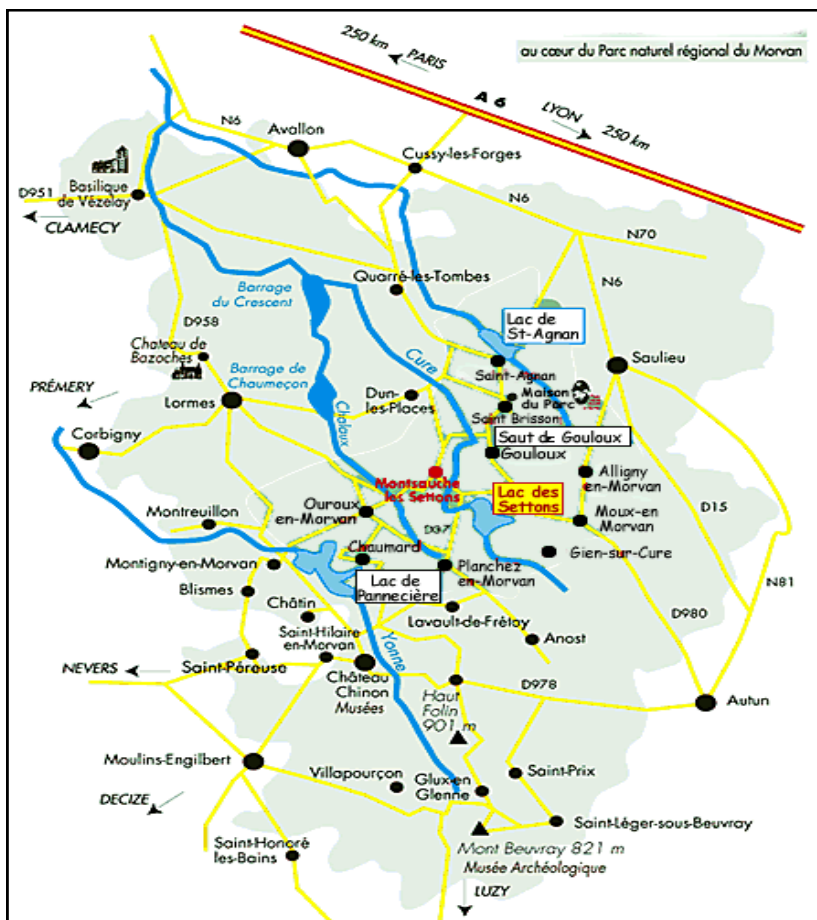 250 km
PARIS
au cœur du Parc naturel régional du Morvan
A 6
LYON
250 km
N6
Avallon
Cussy-les-Forges
D951
Basilique
de Vézelay
CLAMECY
N6
N70
Quarré-les-Tombes
N6
Barrage
du Crescent
Lac de
St-Agnan
D958
Chateau de
Bazoches
Cure
Saulieu
Barrage de
Chaumeçon
Saint-Agnan
PRÉMERY
Dun-
les-Places
Maison
du Parc
Lormes
Chalaux
Saint Brisson
Corbigny
Saut de Gouloux
Gouloux
Montsauche
les Settons
Alligny
en-Morvan
Lac des
Settons
D15
Montreuillon
Ouroux
en-Morvan
Moux-en
Morvan
D37
Montigny-en-Morvan
Chaumard
Gien-sur-Cure
Planchez
en-Morvan
N81
Blismes
Lac de
Pannecière
Châtin
Lavault-de-Frétoy
D980
Saint-Hilaire
en-Morvan
Yonne
Anost
NEVERS
Saint-Péreuse
Château
Chinon
Musées
D978
Haut
Folin
901 m
Autun
Moulins-Engilbert
Villapourçon
Glux-en
Glenne
Saint-Prix
DECIZE
Saint-Léger-sous-Beuvray
Saint-Honoré
les-Bains
Mont Beuvray 821 m
Musée Archéologique
LUZY